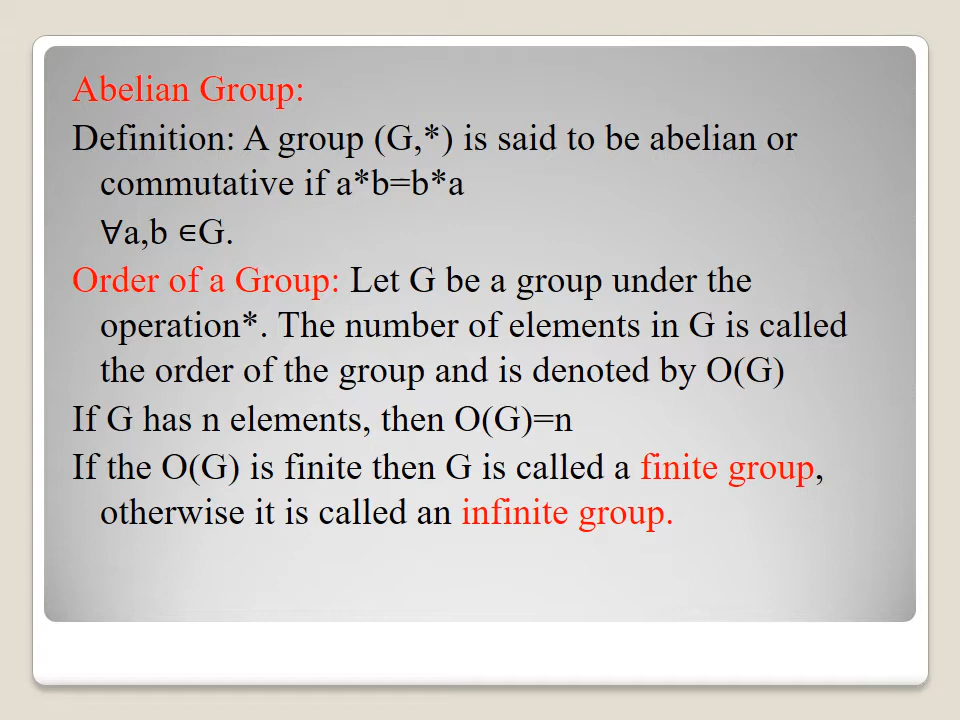 Abelian Group:
Definition: A group (G,*) is said to be abelian or
commutative if a*b=b*a
∀a,b ∊G.
Order of a Group: Let G be a group under the
operation*. The number of elements in G is called
the order of the group and is denoted by O(G)
If G has n elements, then O(G)=n
If the O(G) is finite then G is called a finite group,
otherwise it is called an infinite group.